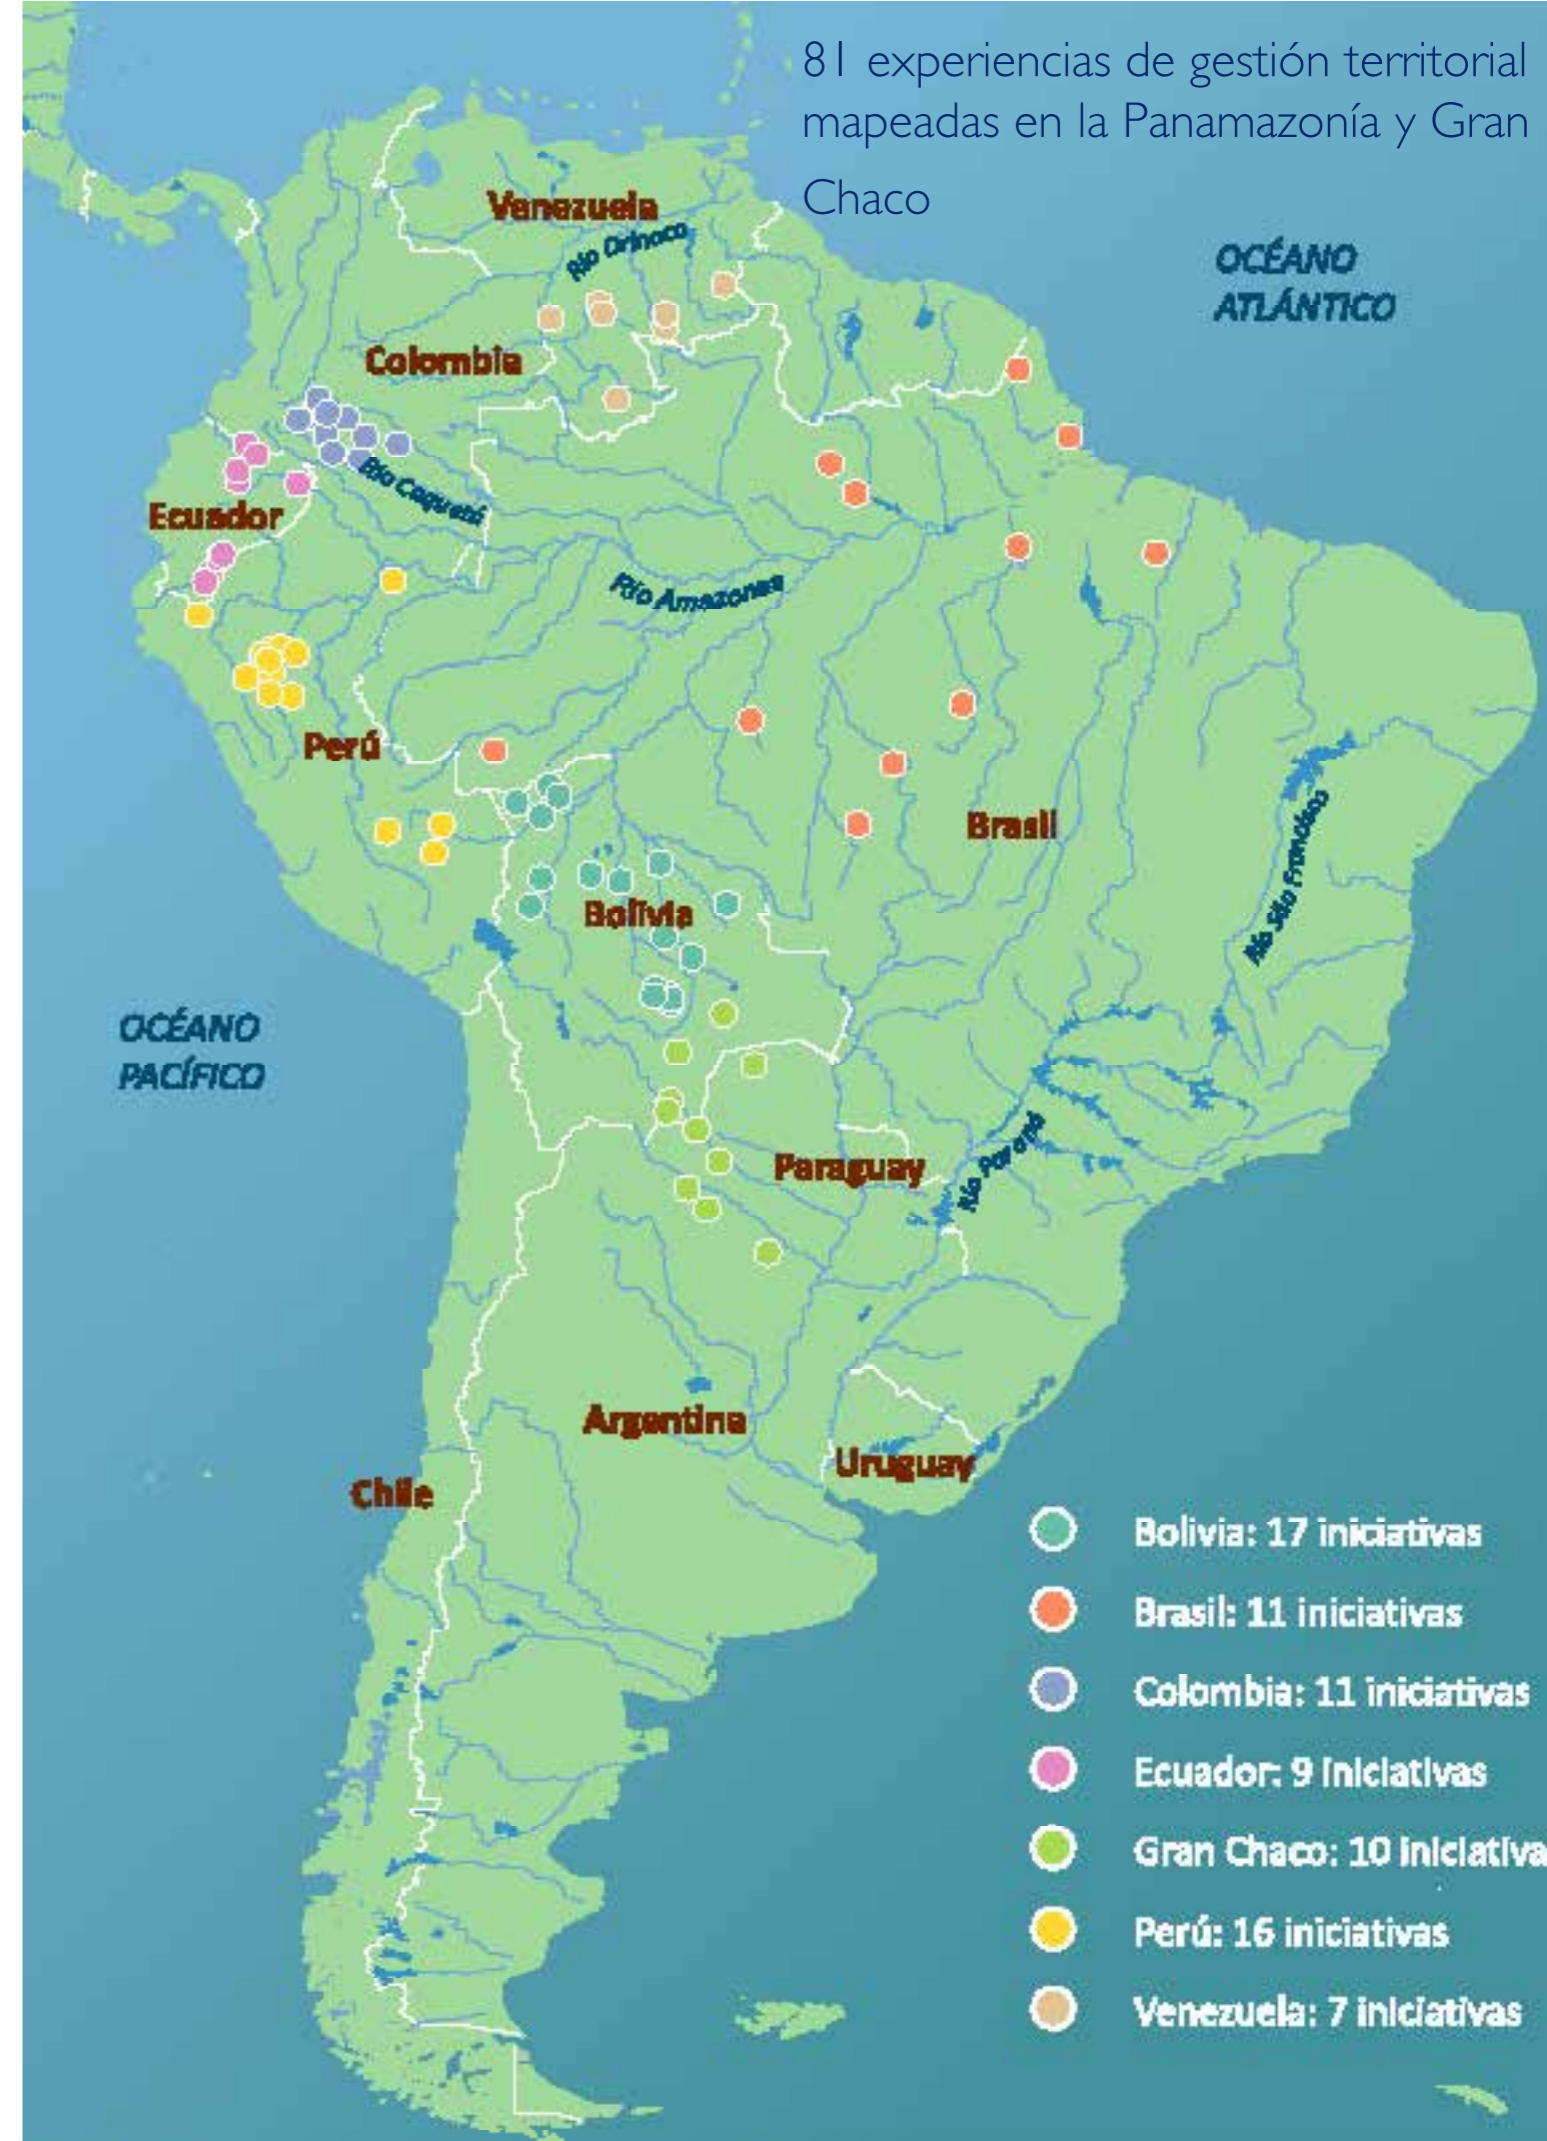 81 experiencias de gestión territorial
mapeadas en la Panamazonía y Gran
Chaco
Venezuela
Río Orinoco
OCÉANO
ATLÁNTICO
Colombia
Río Caquetá
Ecuador
Río Amazonas
Perú
Brasil
Río São Francisco
Bolivia
OCÉANO
PACÍFICO
Paraguay
Río Paraná
Argentina
Uruguay
Chile
Bolivia: 17 iniciativas
Brasil: 11 iniciativas
Colombia: 11 iniciativas
Ecuador: 9 iniciativas
Gran Chaco: 10 iniciativa
Perú: 16 iniciativas
Venezuela: 7 iniciativas